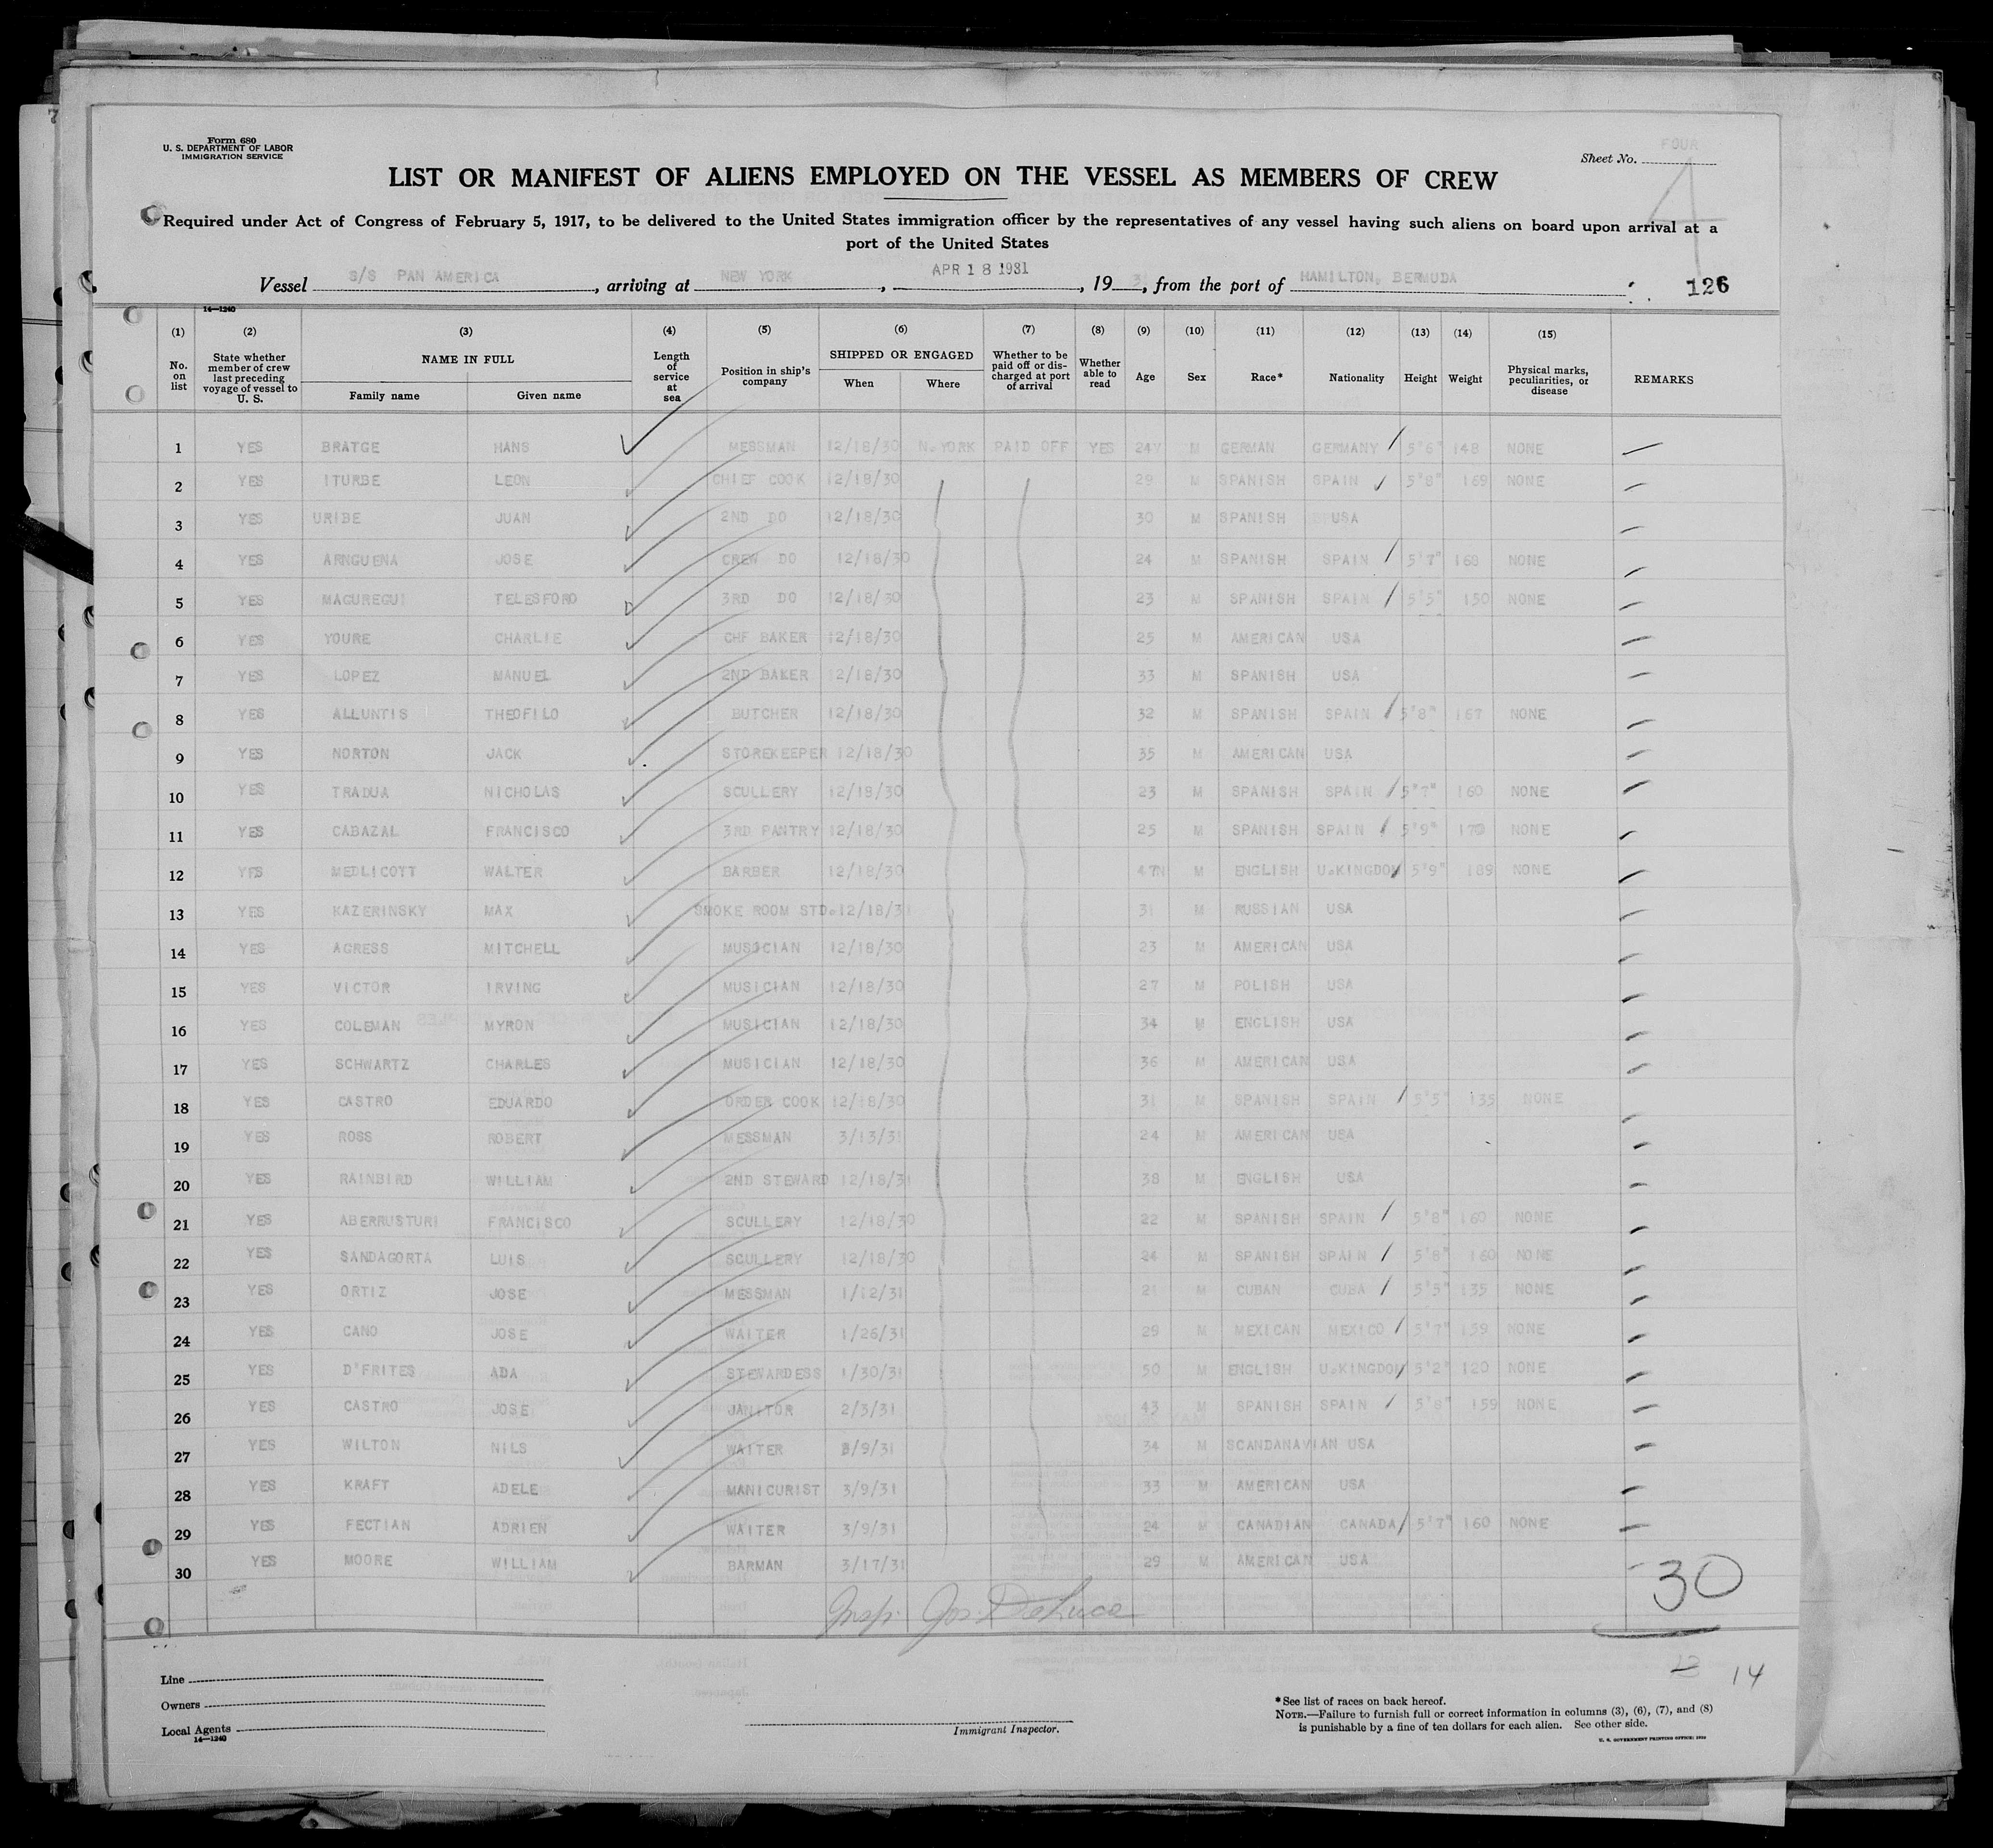 Form 680
U. S. DEPARTMENT OF LABOR
IMMIGRATION SERVICE
Sheet No. FOUR
4
LIST OR MANIFEST OF ALIENS EMPLOYED ON THE VESSEL AS MEMBERS OF CREW
Required under Act of Congress of February 5, 1917, to be delivered to the United States immigration officer by the representatives of any vessel having such aliens on board upon arrival at a
port of the United States
Vessel S/S PAN AMERICA, arriving at NEW YORK, APR 18 1931, 193, from the port of HAMILTON, BERMUDA 126
14—1240
(1) (2) (3) (4) (5) (6) (7) (8) (9) (10) (11) (12) (13) (14) (15)
No. on list State whether member of crew last preceding voyage of vessel to U. S. NAME IN FULL Family name Given name Length of service at sea Position in ship's company SHIPPED OR ENGAGED When Where Whether to be paid off or discharged at port of arrival Whether able to read Age Sex Race* Nationality Height Weight Physical marks, peculiarities, or disease REMARKS
1 YES BRATGE HANS MESSMAN 12/18/30 N.YORK PAID OFF YES 24 M GERMAN GERMANY 5'6" 148 NONE
2 YES ITURBE LEON CHIEF COOK 12/18/30 29 M SPANISH SPAIN 5'8" 169 NONE
3 YES URIBE JUAN 2ND DO 12/18/30 30 M SPANISH USA
4 YES ARNGUENA JOSE CREW DO 12/18/30 24 M SPANISH SPAIN 5'7" 168 NONE
5 YES MAGUREGUI TELESFORO 3RD DO 12/18/30 23 M SPANISH SPAIN 5'5" 150 NONE
6 YES YOURE CHARLIE CHF BAKER 12/18/30 25 M AMERICAN USA
7 YES LOPEZ MANUEL 2ND BAKER 12/18/30 33 M SPANISH USA
8 YES ALLUNTIS THEOFILO BUTCHER 12/18/30 32 M SPANISH SPAIN 5'8" 167 NONE
9 YES NORTON JACK STOREKEEPER 12/18/30 35 M AMERICAN USA
10 YES TRADUA NICHOLAS SCULLERY 12/18/30 23 M SPANISH SPAIN 5"7" 160 NONE
11 YES CABAZAL FRANCISCO 3RD PANTRY 12/18/30 25 M SPANISH SPAIN 5'9" 170 NONE
12 YES MEDLICOTT WALTER BARBER 12/18/30 47 M ENGLISH U.KINGDOM 5'9" 189 NONE
13 YES KAZERINSKY MAX SMOKE ROOM STD. 12/18/31 31 M RUSSIAN USA
14 YES AGRESS MITCHELL MUSICIAN 12/18/30 23 M AMERICAN USA
15 YES VICTOR IRVING MUSICIAN 12/18/30 27 M POLISH USA
16 YES COLEMAN MYRON MUSICIAN 12/18/30 34 M ENGLISH USA
17 YES SCHWARTZ CHARLES MUSICIAN 12/18/30 36 M AMERICAN USA
18 YES CASTRO EDUARDO ORDER COOK 12/18/30 31 M SPANISH SPAIN 5'5" 135 NONE
19 YES ROSS ROBERT MESSMAN 3/13/31 24 M AMERICAN USA
20 YES RAINBIRD WILLIAM 2ND STEWARD 12/18/31 38 M ENGLISH USA
21 YES ABERRUSTURI FRANCISCO SCULLERY 12/18/30 22 M SPANISH SPAIN 5'8" 160 NONE
22 YES SANDAGORTA LUIS SCULLERY 12/18/30 24 M SPANISH SPAIN 5'8" 160 NONE
23 YES ORTIZ JOSE MESSMAN 1/12/31 21 M CUBAN CUBA 5'5" 135 NONE
24 YES CANO JOSE WAITER 1/26/31 29 M MEXICAN MEXICO 5'7" 159 NONE
25 YES D'FRITES ADA STEWARDESS 1/30/31 50 M ENGLISH U.KINGDOM 5'2" 120 NONE
26 YES CASTRO JOSE JANITOR 2/3/31 43 M SPANISH SPAIN 5'8" 159 NONE
27 YES WILTON NILS WAITER 3/9/31 34 M SCANDANAVIAN USA
28 YES KRAFT ADELE MANICURIST 3/9/31 33 M AMERICAN USA
29 YES FECTIAN ADRIEN WAITER 3/9/31 24 M CANADIAN CANADA 5'7" 160 NONE
30 YES MOORE WILLIAM BARMAN 3/17/31 29 M AMERICAN USA
30
Insp. Jos. DeLuca
14
Line
Owners
Local Agents
14—1240
Immigrant Inspector.
*See list of races on back hereof.
NOTE.—Failure to furnish full or correct information in columns (3), (6), (7), and (8)
is punishable by a fine of ten dollars for each alien. See other side.